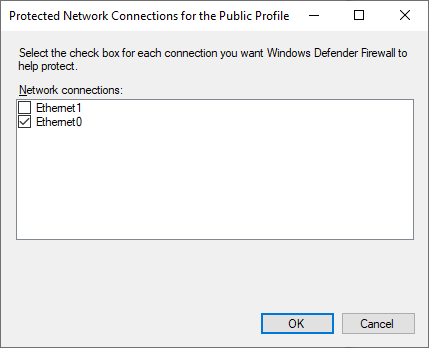 Protected Network Connections for the Public Profile
Select the check box for each connection you want Windows Defender Firewall to
help protect.
Network connections:
Ethernet1
Ethernet0
OK
Cancel